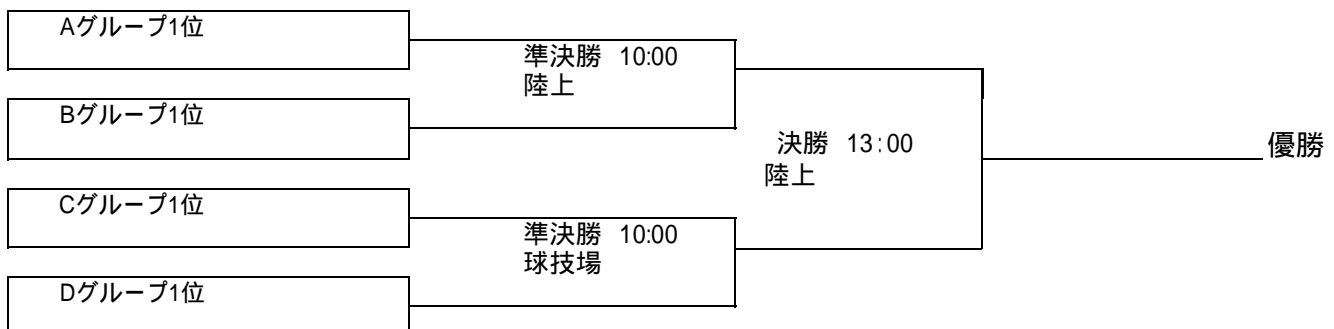 Aグループ1位
準決勝 10:00
陸上
Bグループ1位
決勝 13:00
陸上
優勝
Cグループ1位
準決勝 10:00
球技場
Dグループ1位